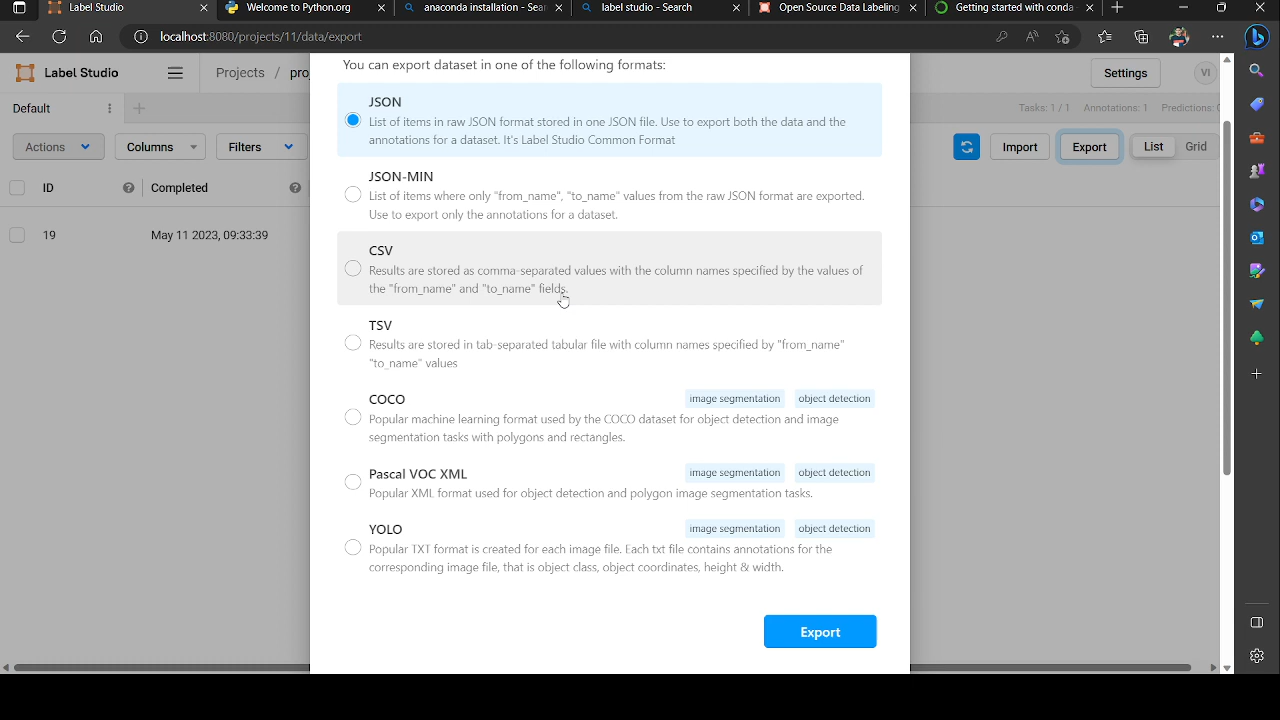 Label Studio
Welcome to Python.org
anaconda installation - Sea
label studio - Search
Open Source Data Labeling
Getting started with conda
localhost:8080/projects/11/data/export
Label Studio
Projects / proj
Settings
VI
Default
Tasks: 1 / 1 Annotations: 1 Predictions:
Actions
Columns
Filters
Import
Export
List
Grid
ID
Completed
19
May 11 2023, 09:33:39
You can export dataset in one of the following formats:
JSON
List of items in raw JSON format stored in one JSON file. Use to export both the data and the
annotations for a dataset. It's Label Studio Common Format
JSON-MIN
List of items where only "from_name", "to_name" values from the raw JSON format are exported.
Use to export only the annotations for a dataset.
CSV
Results are stored as comma-separated values with the column names specified by the values of
the "from_name" and "to_name" fields.
TSV
Results are stored in tab-separated tabular file with column names specified by "from_name"
"to_name" values
COCO
image segmentation
object detection
Popular machine learning format used by the COCO dataset for object detection and image
segmentation tasks with polygons and rectangles.
Pascal VOC XML
image segmentation
object detection
Popular XML format used for object detection and polygon image segmentation tasks.
YOLO
image segmentation
object detection
Popular TXT format is created for each image file. Each txt file contains annotations for the
corresponding image file, that is object class, object coordinates, height & width.
Export